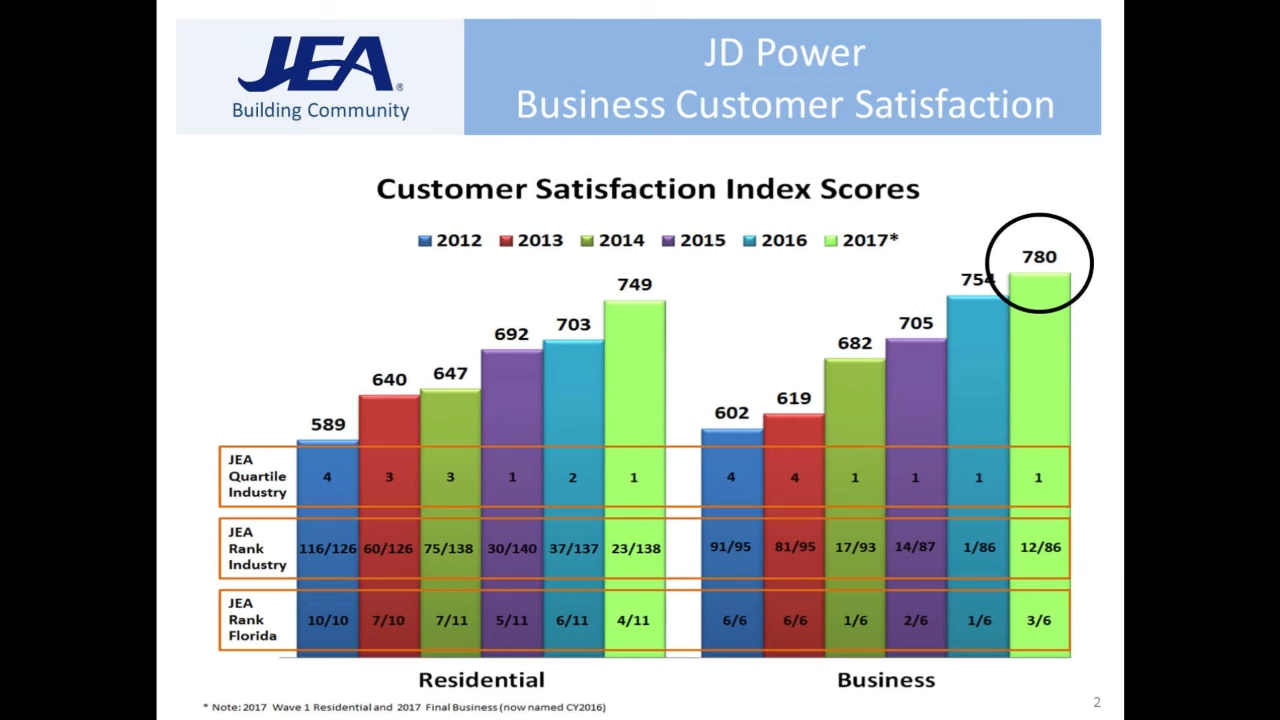 JEA®
Building Community
JD Power
Business Customer Satisfaction
Customer Satisfaction Index Scores
2012 2013 2014 2015 2016 2017*
589 640 647 692 703 749
602 619 682 705 754 780
JEA
Quartile
Industry
4 3 3 1 2 1 4 4 1 1 1 1
JEA
Rank
Industry
116/126 60/126 75/138 30/140 37/137 23/138 91/95 81/95 17/93 14/87 1/86 12/86
JEA
Rank
Florida
10/10 7/10 7/11 5/11 6/11 4/11 6/6 6/6 1/6 2/6 1/6 3/6
Residential Business
* Note: 2017 Wave 1 Residential and 2017 Final Business (now named CY2016)
2